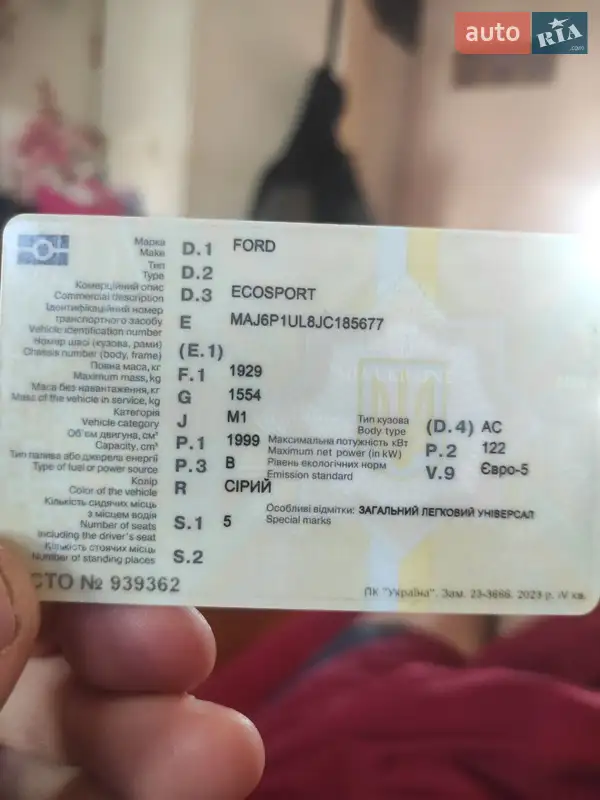 auto RIA .com
Марка
Make D.1 FORD
Тип
Type D.2
Комерційний опис
Commercial description D.3 ECOSPORT
Ідентифікаційний номер
транспортного засобу
Vehicle identification number E MAJ6P1UL8JC185677
Номер шасі (кузова, рами)
Chassis number (body, frame) (E.1)
Повна маса, кг
Maximum mass, kg F.1 1929
Маса без навантаження, кг
Mass of the vehicle in service, kg G 1554
Категорія
Vehicle category J M1
Тип кузова
Body type (D.4) AC
Об'єм двигуна, см³
Capacity, cm³ P.1 1999
Максимальна потужність кВт
Maximum net power (in kW) P.2 122
Тип палива або джерела енергії
Type of fuel or power source P.3 B
Рівень екологічних норм
Emission standard V.9 Євро-5
Колір
Color of the vehicle R СІРИЙ
Кількість сидячих місць
з місцем водія
Number of seats
including the driver's seat S.1 5
Особливі відмітки: ЗАГАЛЬНИЙ ЛЕГКОВИЙ УНІВЕРСАЛ
Special marks
Кількість стоячих місць
Number of standing places S.2
СТО № 939362
ПК "Україна". Зам. 23-3686. 2023 р. IV кв.